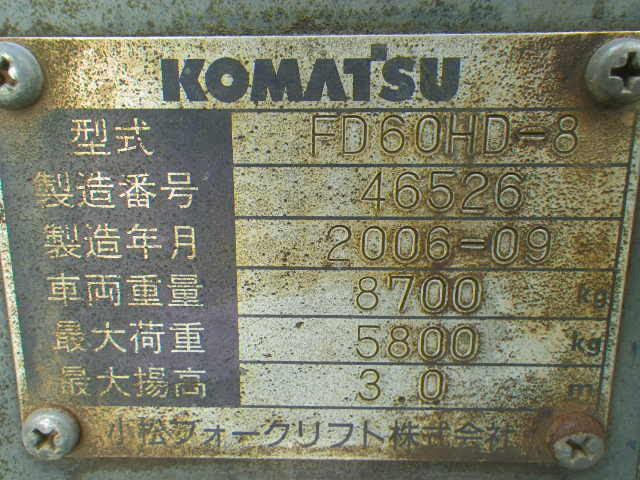 KOMATSU
型式 FD60HD-8
製造番号 46526
製造年月 2006-09
車両重量 8700 kg
最大荷重 5800 kg
最大揚高 3.0 m
小松フォークリフト株式会社